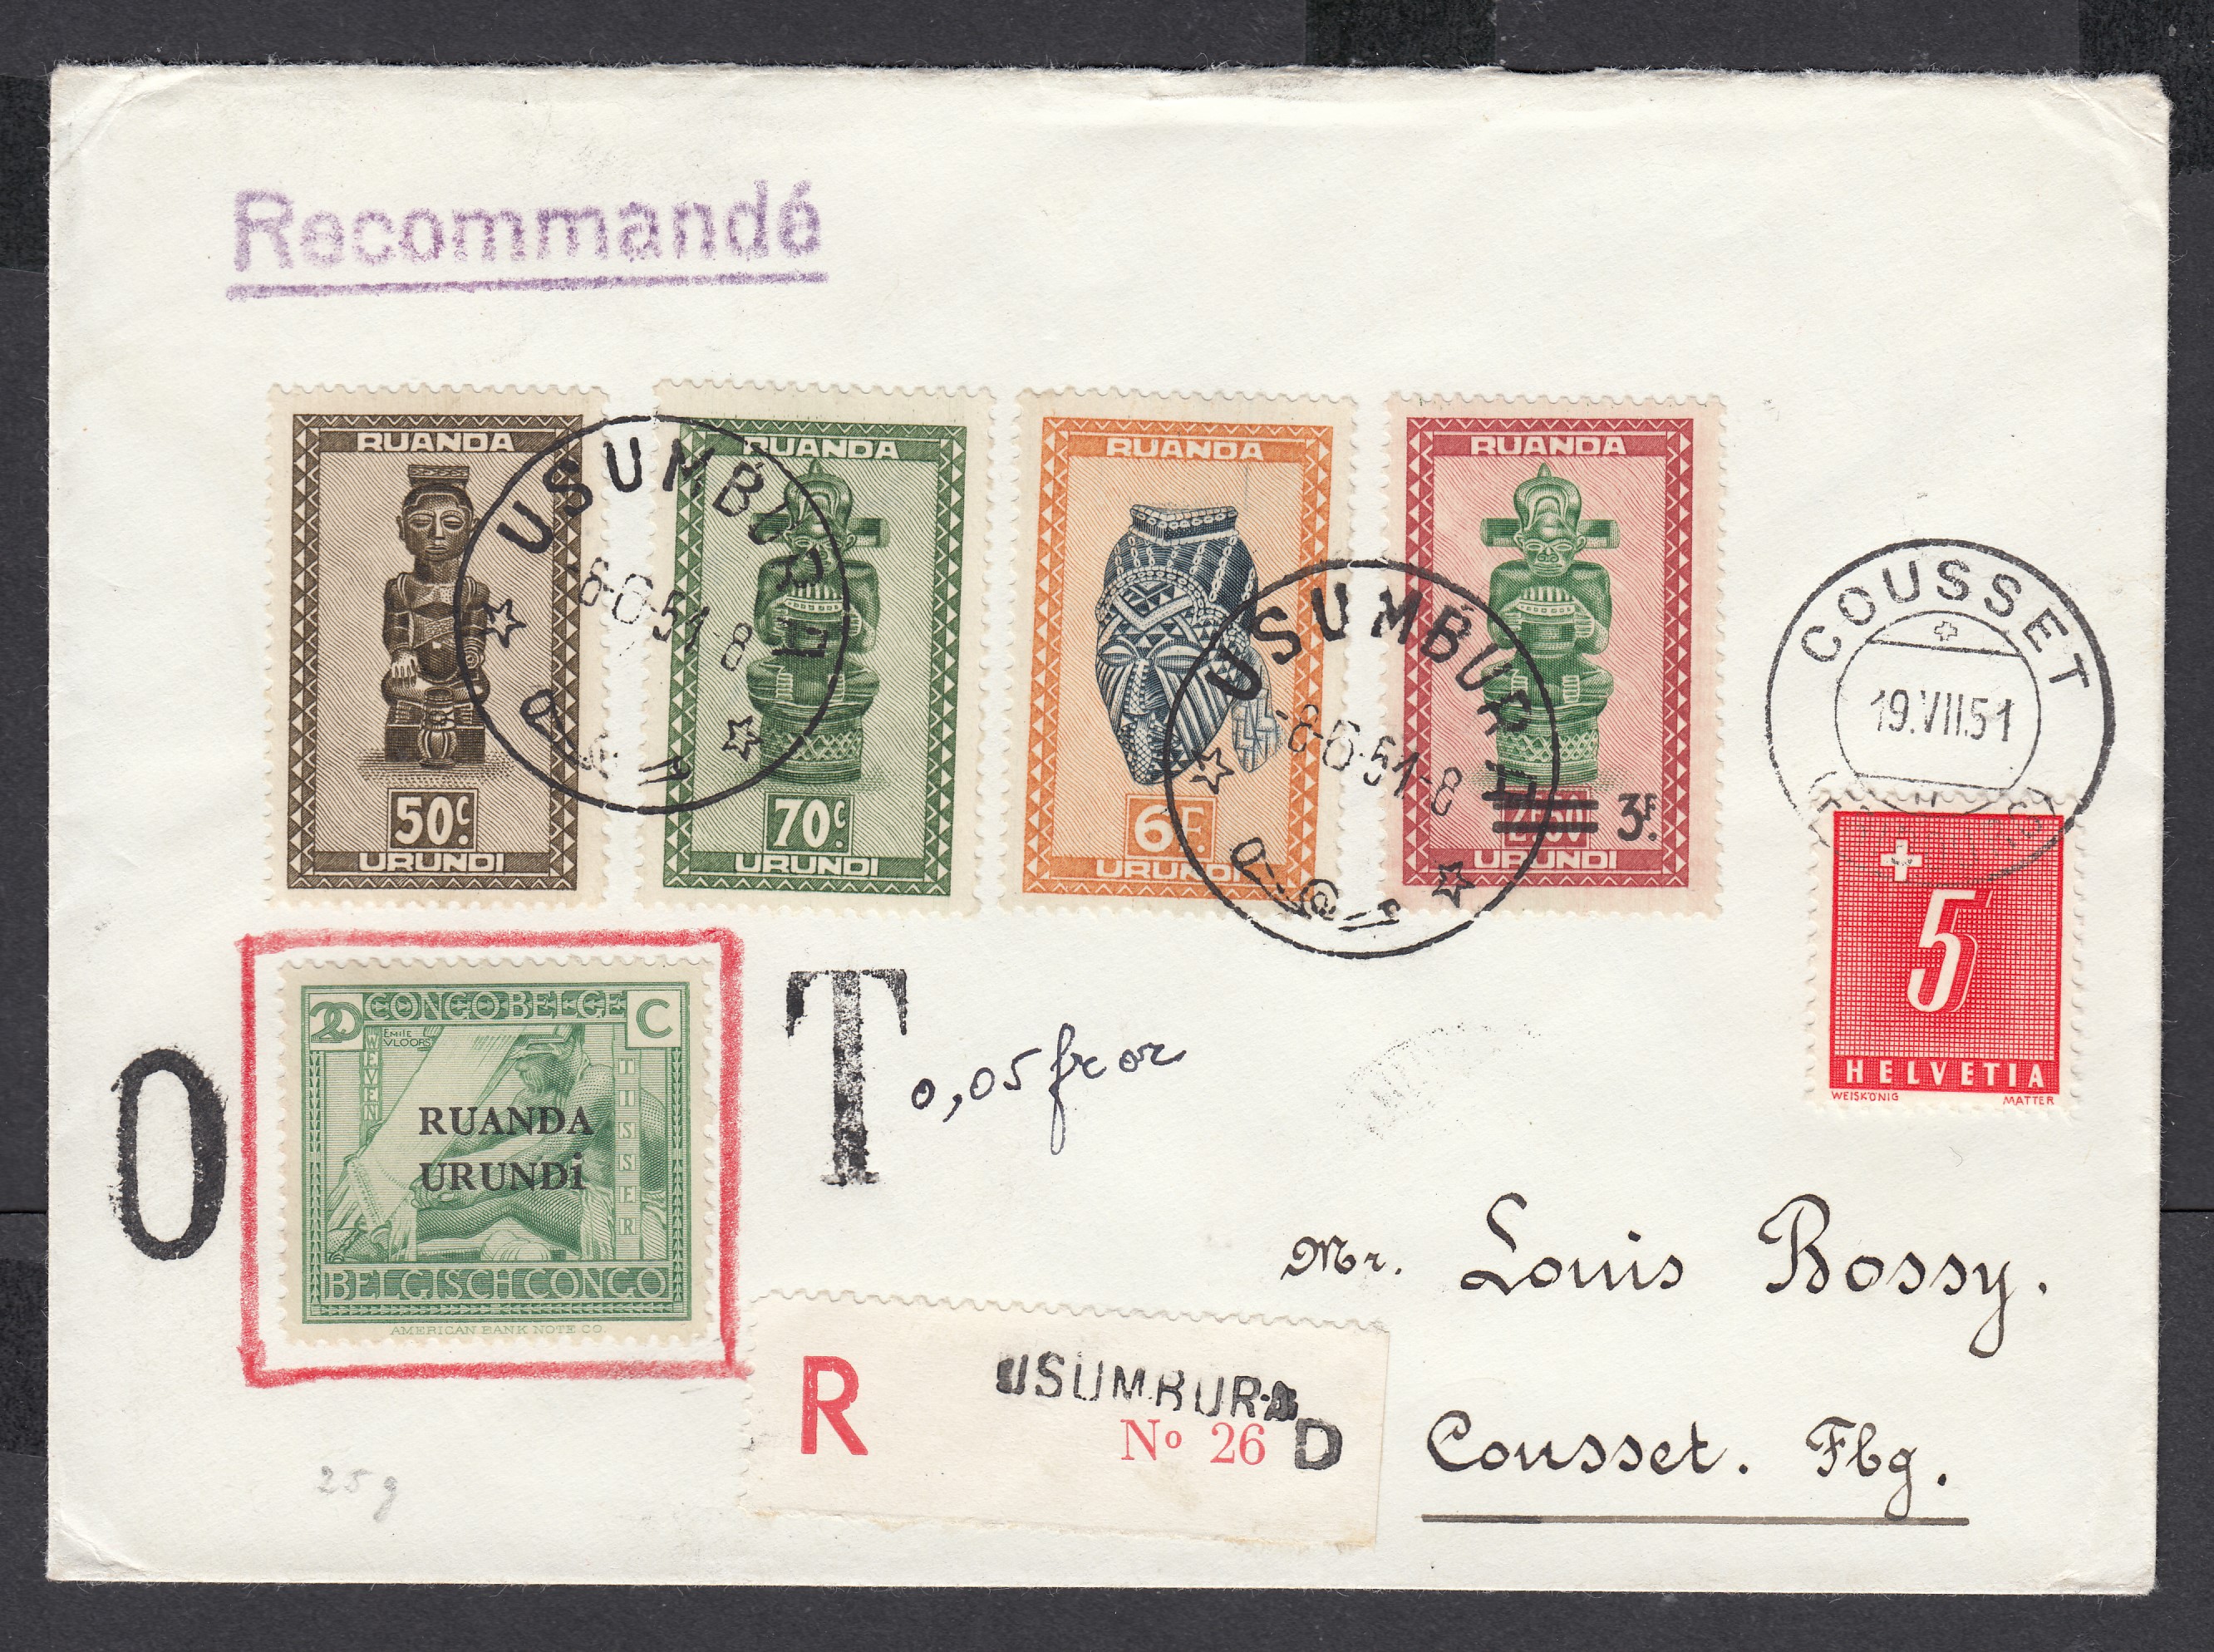 Recommandé
RUANDA
50c.
URUNDI
RUANDA
70c.
URUNDI
RUANDA
6F.
URUNDI
RUANDA
3F.
URUNDI
USUMBURA
8-6-51-8
USUMBURA
-8-6-51-8
COUSSET
19.VII.51
5
HELVETIA
WEISKÖNIG MATTER
O
20 CONGO BELGE C
EMILE
VLOORS
WEVEN
TISSER
RUANDA
URUNDi
BELGISCH CONGO
AMERICAN BANK NOTE CO.
T 0,05 fr or
Mr. Louis Bossy.
R USUMBURA
No 26 D
Cousset. Fbg.
25 g